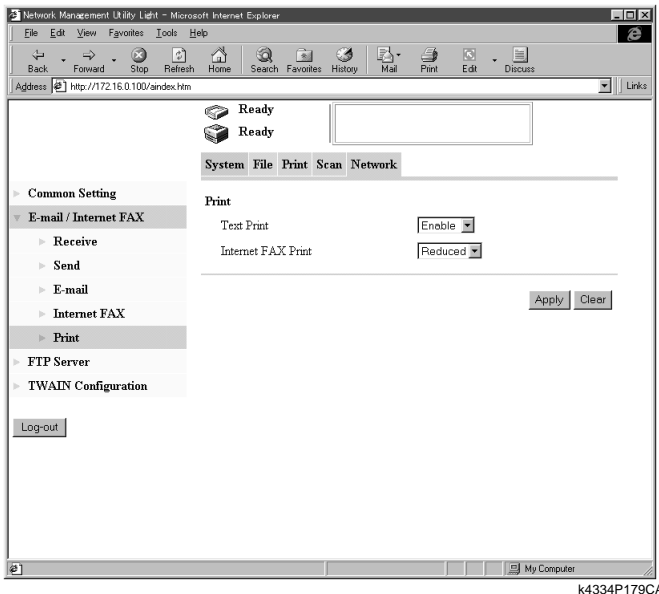 Network Management Utility Light - Microsoft Internet Explorer
File Edit View Favorites Tools Help
Back Forward Stop Refresh Home Search Favorites History Mail Print Edit Discuss
Address http://172.16.0.100/aindex.htm Links
Ready
Ready
System File Print Scan Network
Common Setting
E-mail / Internet FAX
Receive
Send
E-mail
Internet FAX
Print
FTP Server
TWAIN Configuration
Log-out
Print
Text Print Enable
Internet FAX Print Reduced
Apply Clear
My Computer
k4334P179CA